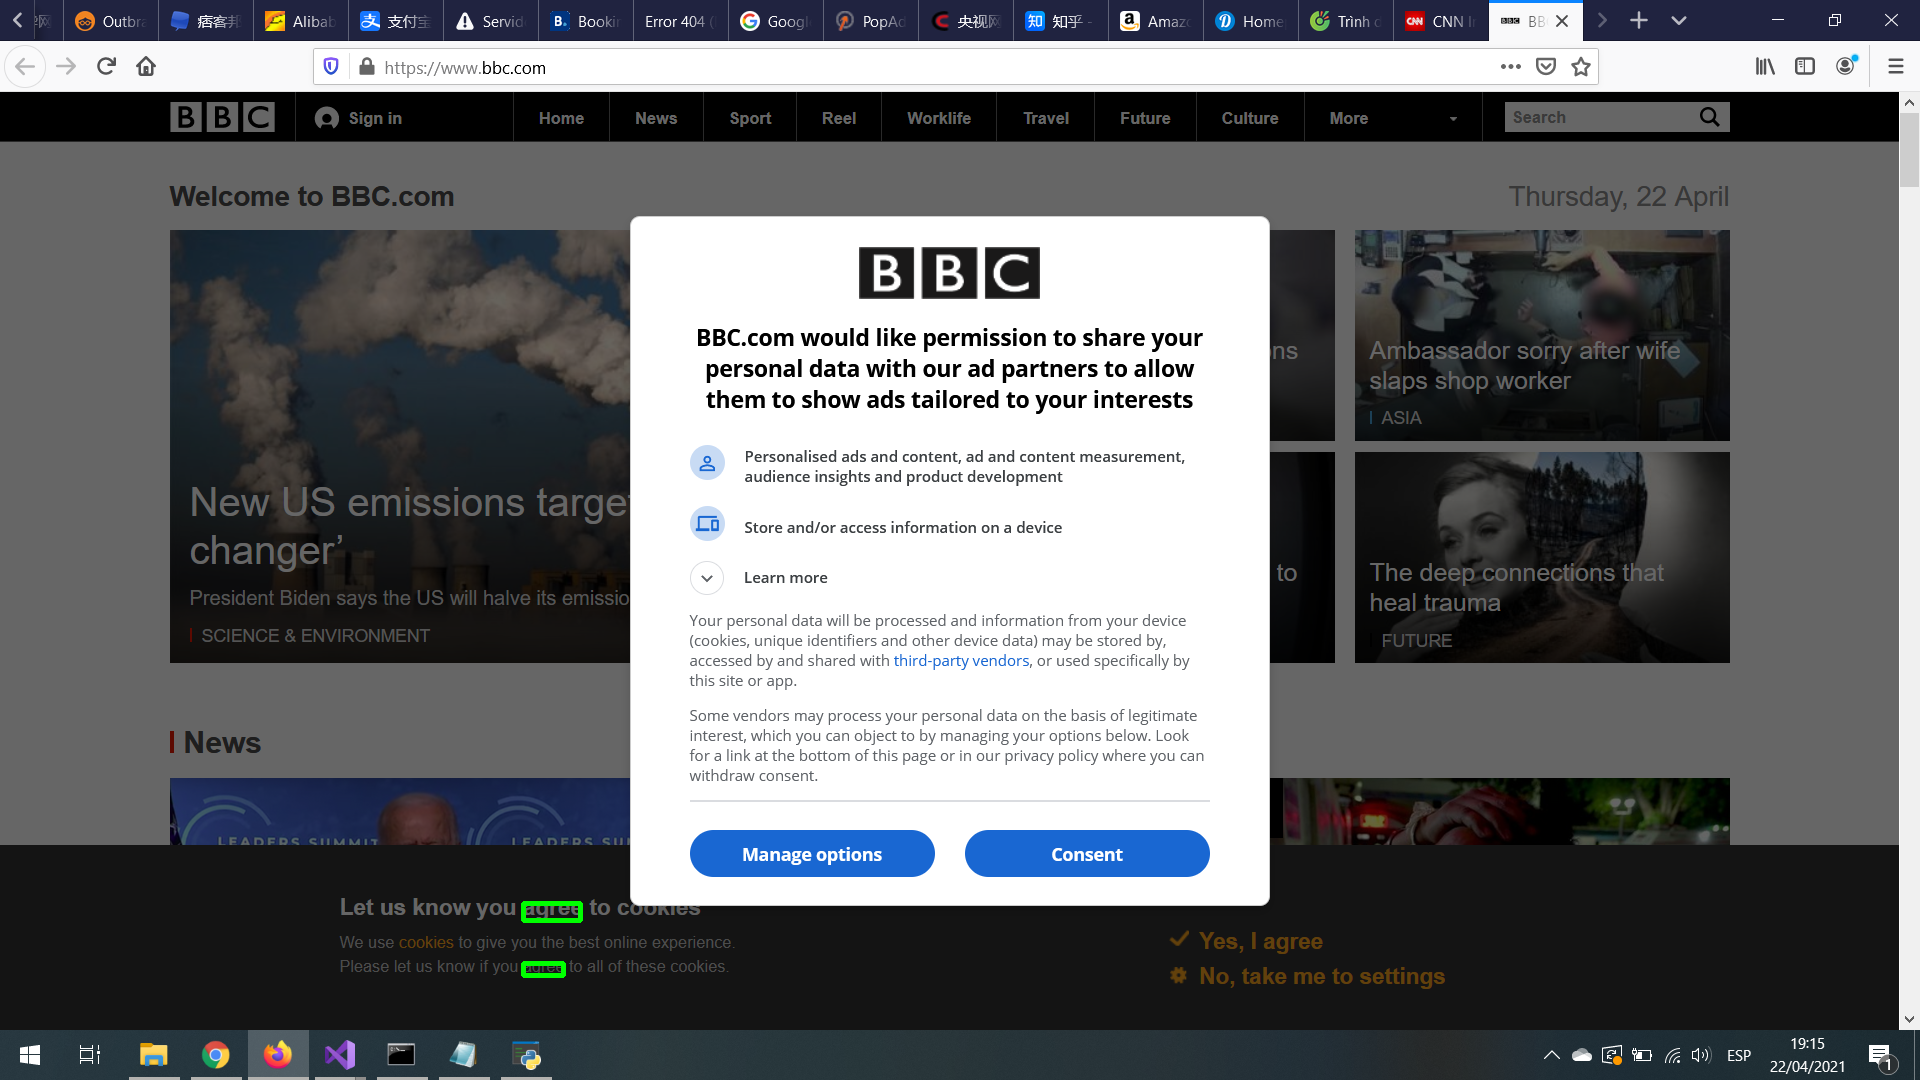 Outbra
痞客邦
Alibab
支付宝
Servid
Bookin
Error 404 (
Googl
PopAd
央视网
知乎 -
Amazo
Home
Trình d
CNN In
BB
https://www.bbc.com
BBC
Sign in
Home
News
Sport
Reel
Worklife
Travel
Future
Culture
More
Search
Welcome to BBC.com
Thursday, 22 April
BBC
BBC.com would like permission to share your
personal data with our ad partners to allow
them to show ads tailored to your interests
Personalised ads and content, ad and content measurement,
audience insights and product development
Store and/or access information on a device
Learn more
Your personal data will be processed and information from your device
(cookies, unique identifiers and other device data) may be stored by,
accessed by and shared with third-party vendors, or used specifically by
this site or app.
Some vendors may process your personal data on the basis of legitimate
interest, which you can object to by managing your options below. Look
for a link at the bottom of this page or in our privacy policy where you can
withdraw consent.
Manage options
Consent
New US emissions targe
changer’
President Biden says the US will halve its emissio
SCIENCE & ENVIRONMENT
ns
to
Ambassador sorry after wife
slaps shop worker
ASIA
The deep connections that
heal trauma
FUTURE
News
LEADERS SUMMIT
LEADERS SU
Let us know you agree to cookies
We use cookies to give you the best online experience.
Please let us know if you agree to all of these cookies.
Yes, I agree
No, take me to settings
ESP
19:15
22/04/2021
1